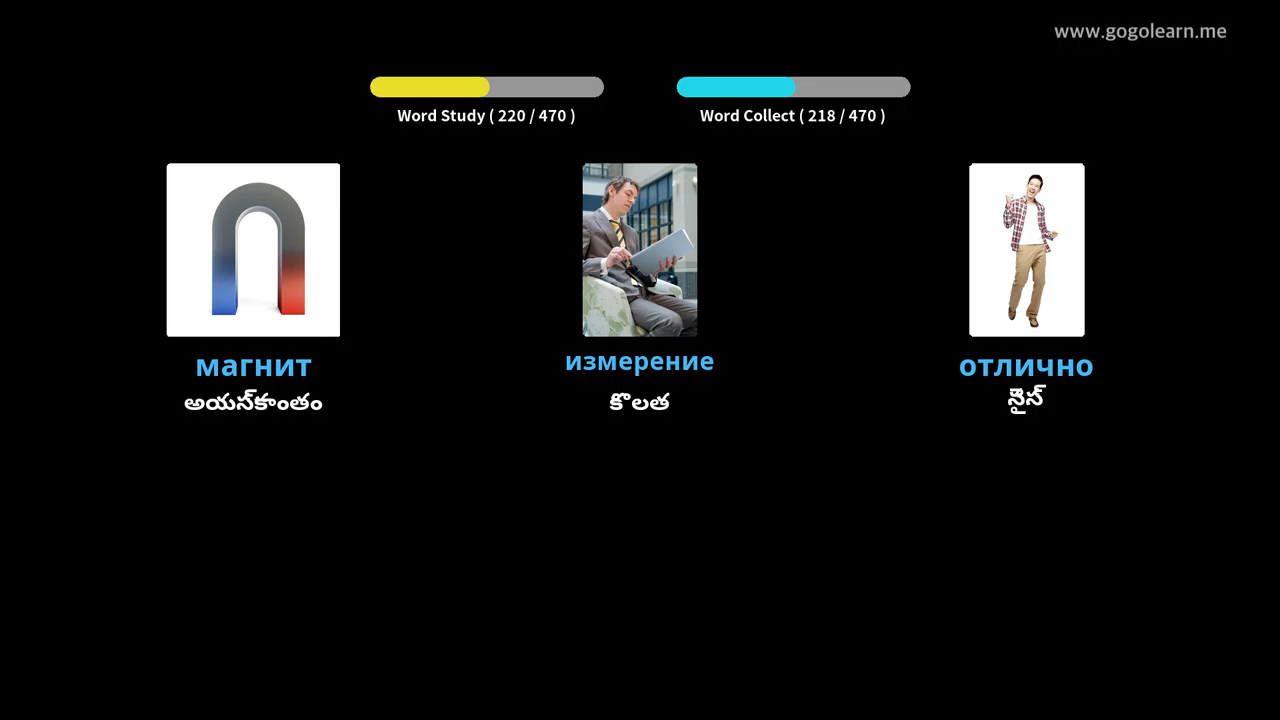 www.gogolearn.me
Word Study ( 220 / 470 )
Word Collect ( 218 / 470 )
магнит
измерение
отлично
అయస్కాంతం
కొలత
నైస్